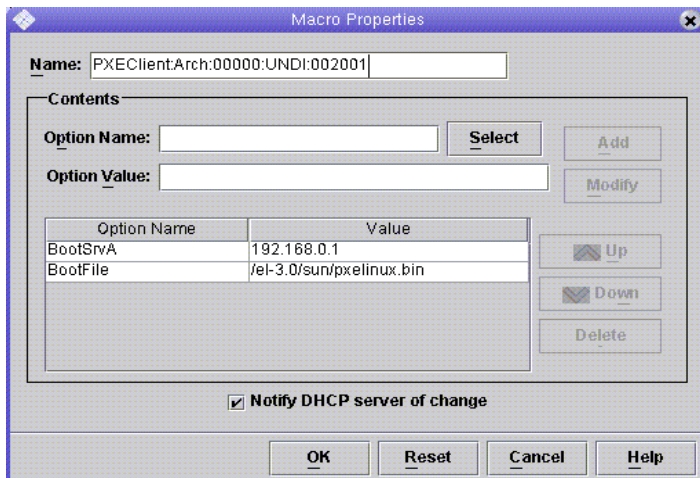 Macro Properties
Name: PXEClient:Arch:00000:UNDI:002001
Contents
Option Name: Select Add
Option Value: Modify
Option Name Value
BootSrvA 192.168.0.1
BootFile /el-3.0/sun/pxelinux.bin
Up
Down
Delete
Notify DHCP server of change
OK Reset Cancel Help